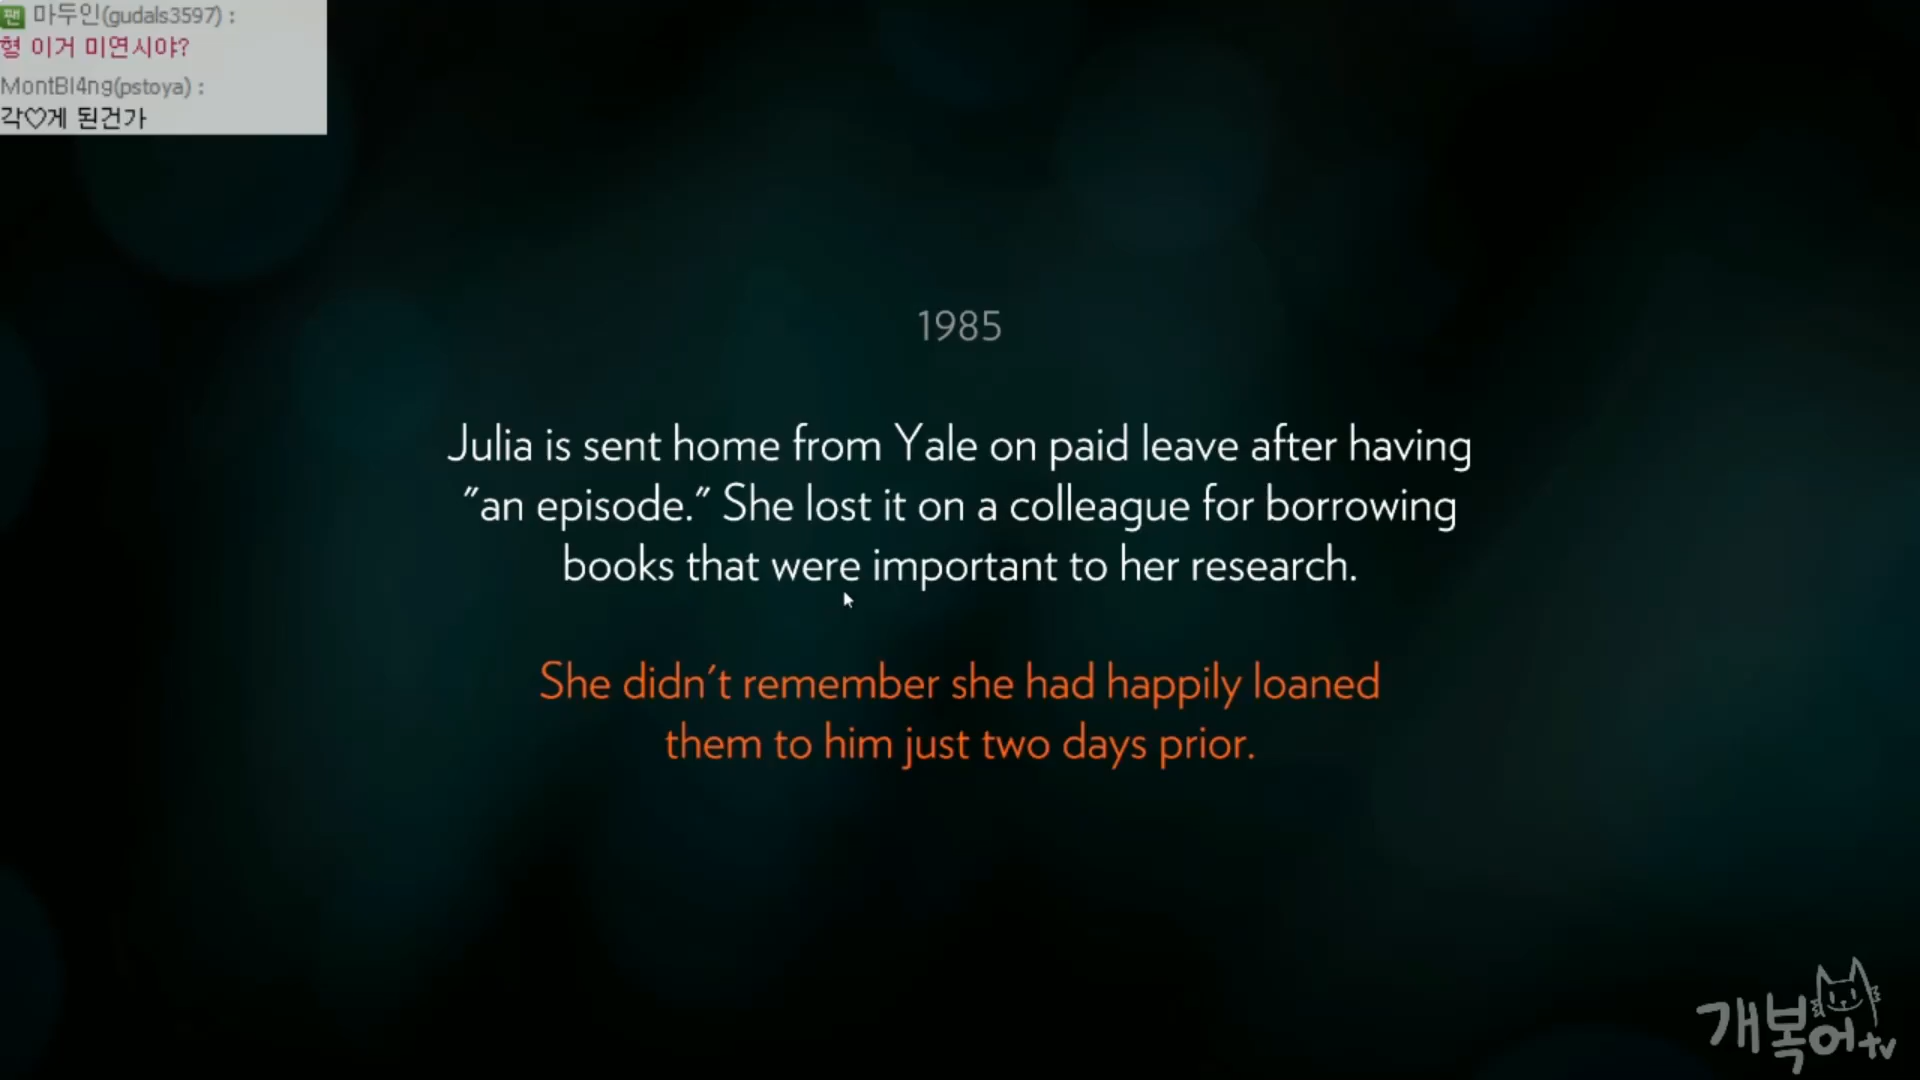 팬 마두인(gudals3597) :
형 이거 미연시야?
MontBl4ng(pstoya) :
각♡게 된건가
1985
Julia is sent home from Yale on paid leave after having
"an episode." She lost it on a colleague for borrowing
books that were important to her research.
She didn't remember she had happily loaned
them to him just two days prior.
개복어tv